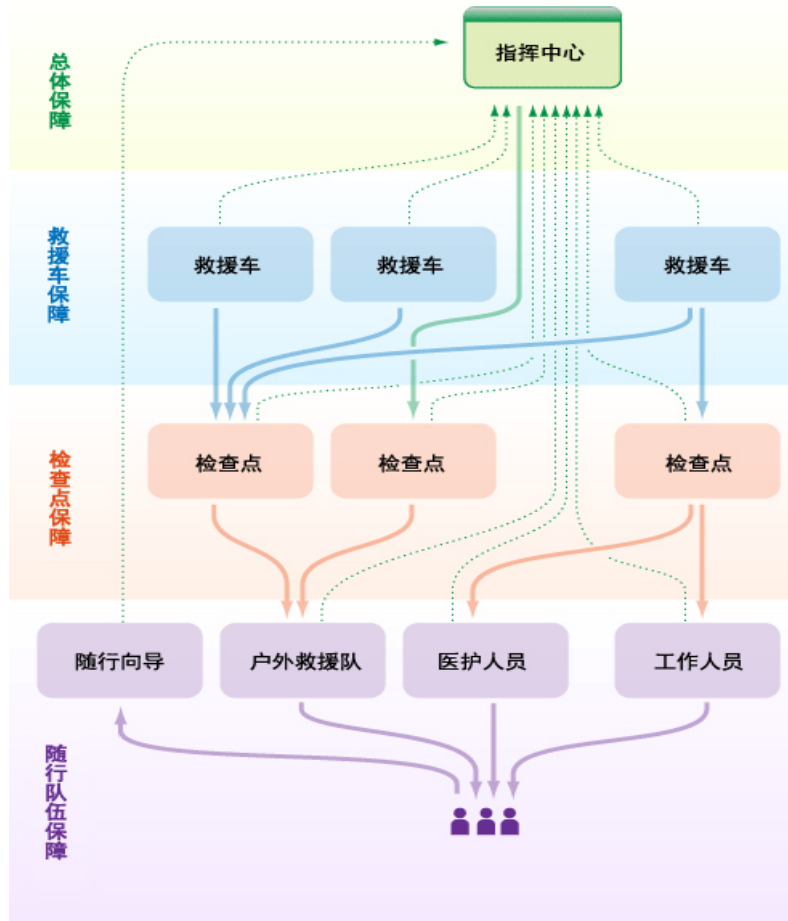 总体保障
指挥中心
救援车保障
救援车
救援车
救援车
检查点保障
检查点
检查点
检查点
随行向导
户外救援队
医护人员
工作人员
随行队伍保障